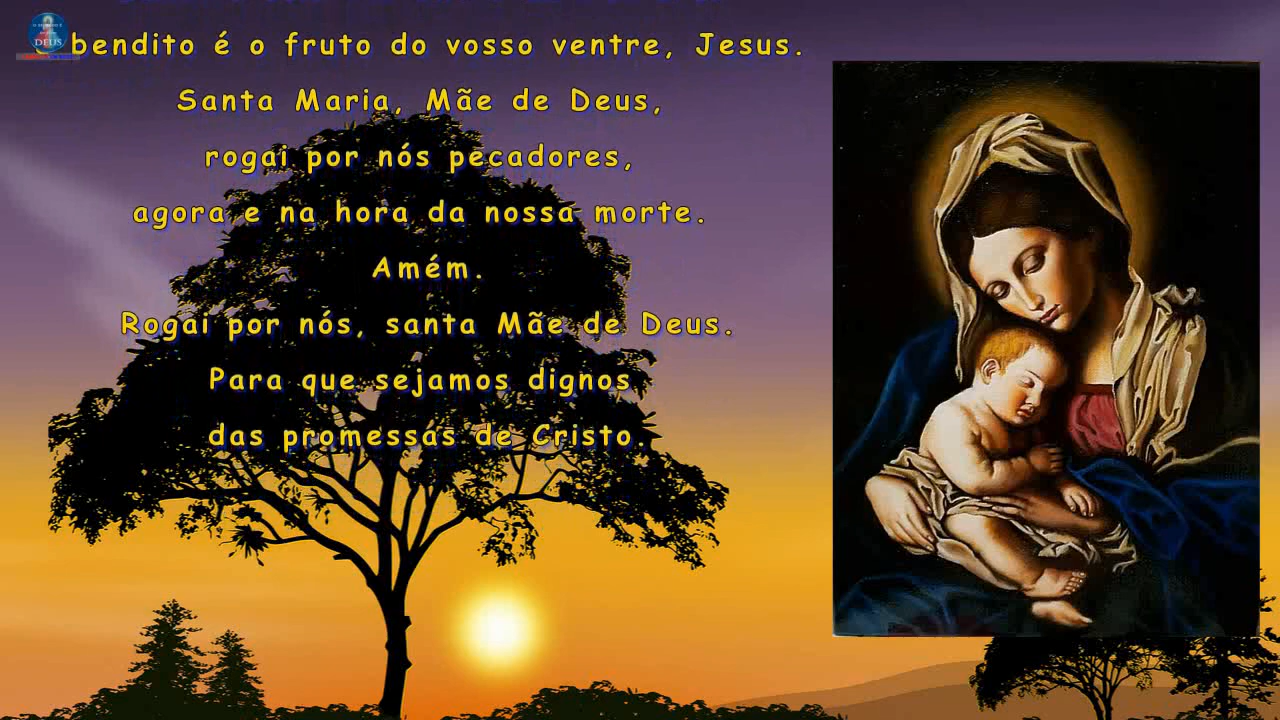 DEUS
bendito é o fruto do vosso ventre, Jesus.
Santa Maria, Mãe de Deus,
rogai por nós pecadores,
agora e na hora da nossa morte.
Amém.
Rogai por nós, santa Mãe de Deus.
Para que sejamos dignos
das promessas de Cristo.